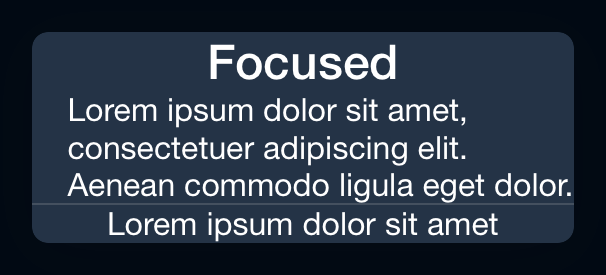 Focused
Lorem ipsum dolor sit amet,
consectetuer adipiscing elit.
Aenean commodo ligula eget dolor.
Lorem ipsum dolor sit amet